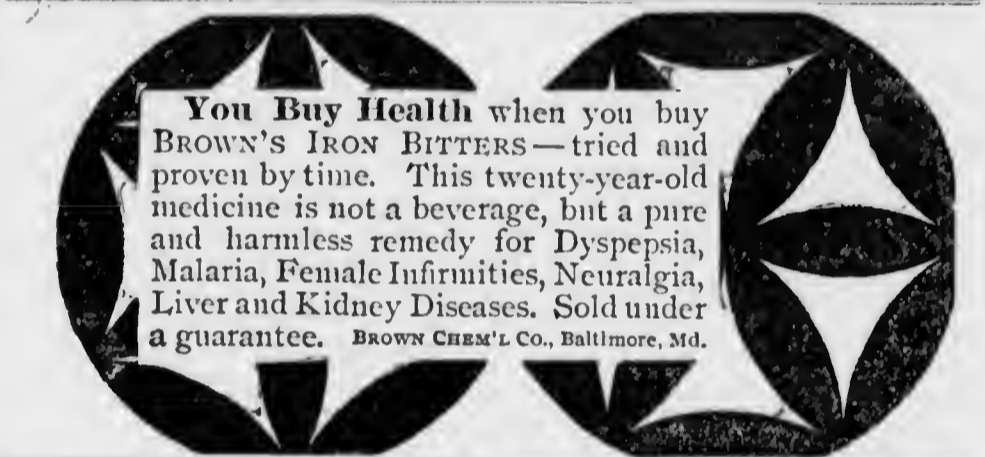 You Buy Health when you buy
BROWN'S IRON BITTERS — tried and
proven by time. This twenty-year-old
medicine is not a beverage, but a pure
and harmless remedy for Dyspepsia,
Malaria, Female Infirmities, Neuralgia,
Liver and Kidney Diseases. Sold under
a guarantee. BROWN CHEM'L CO., Baltimore, Md.